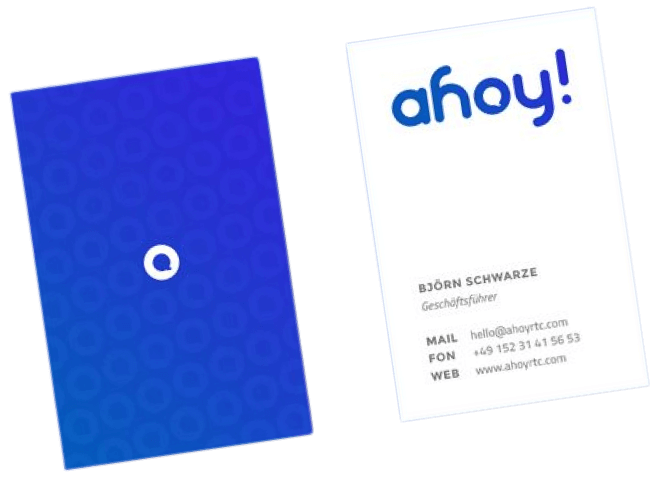 ahoy!
BJÖRN SCHWARZE
Geschäftsführer
MAIL hello@ahoyrtc.com
FON +49 152 31 41 56 53
WEB www.ahoyrtc.com